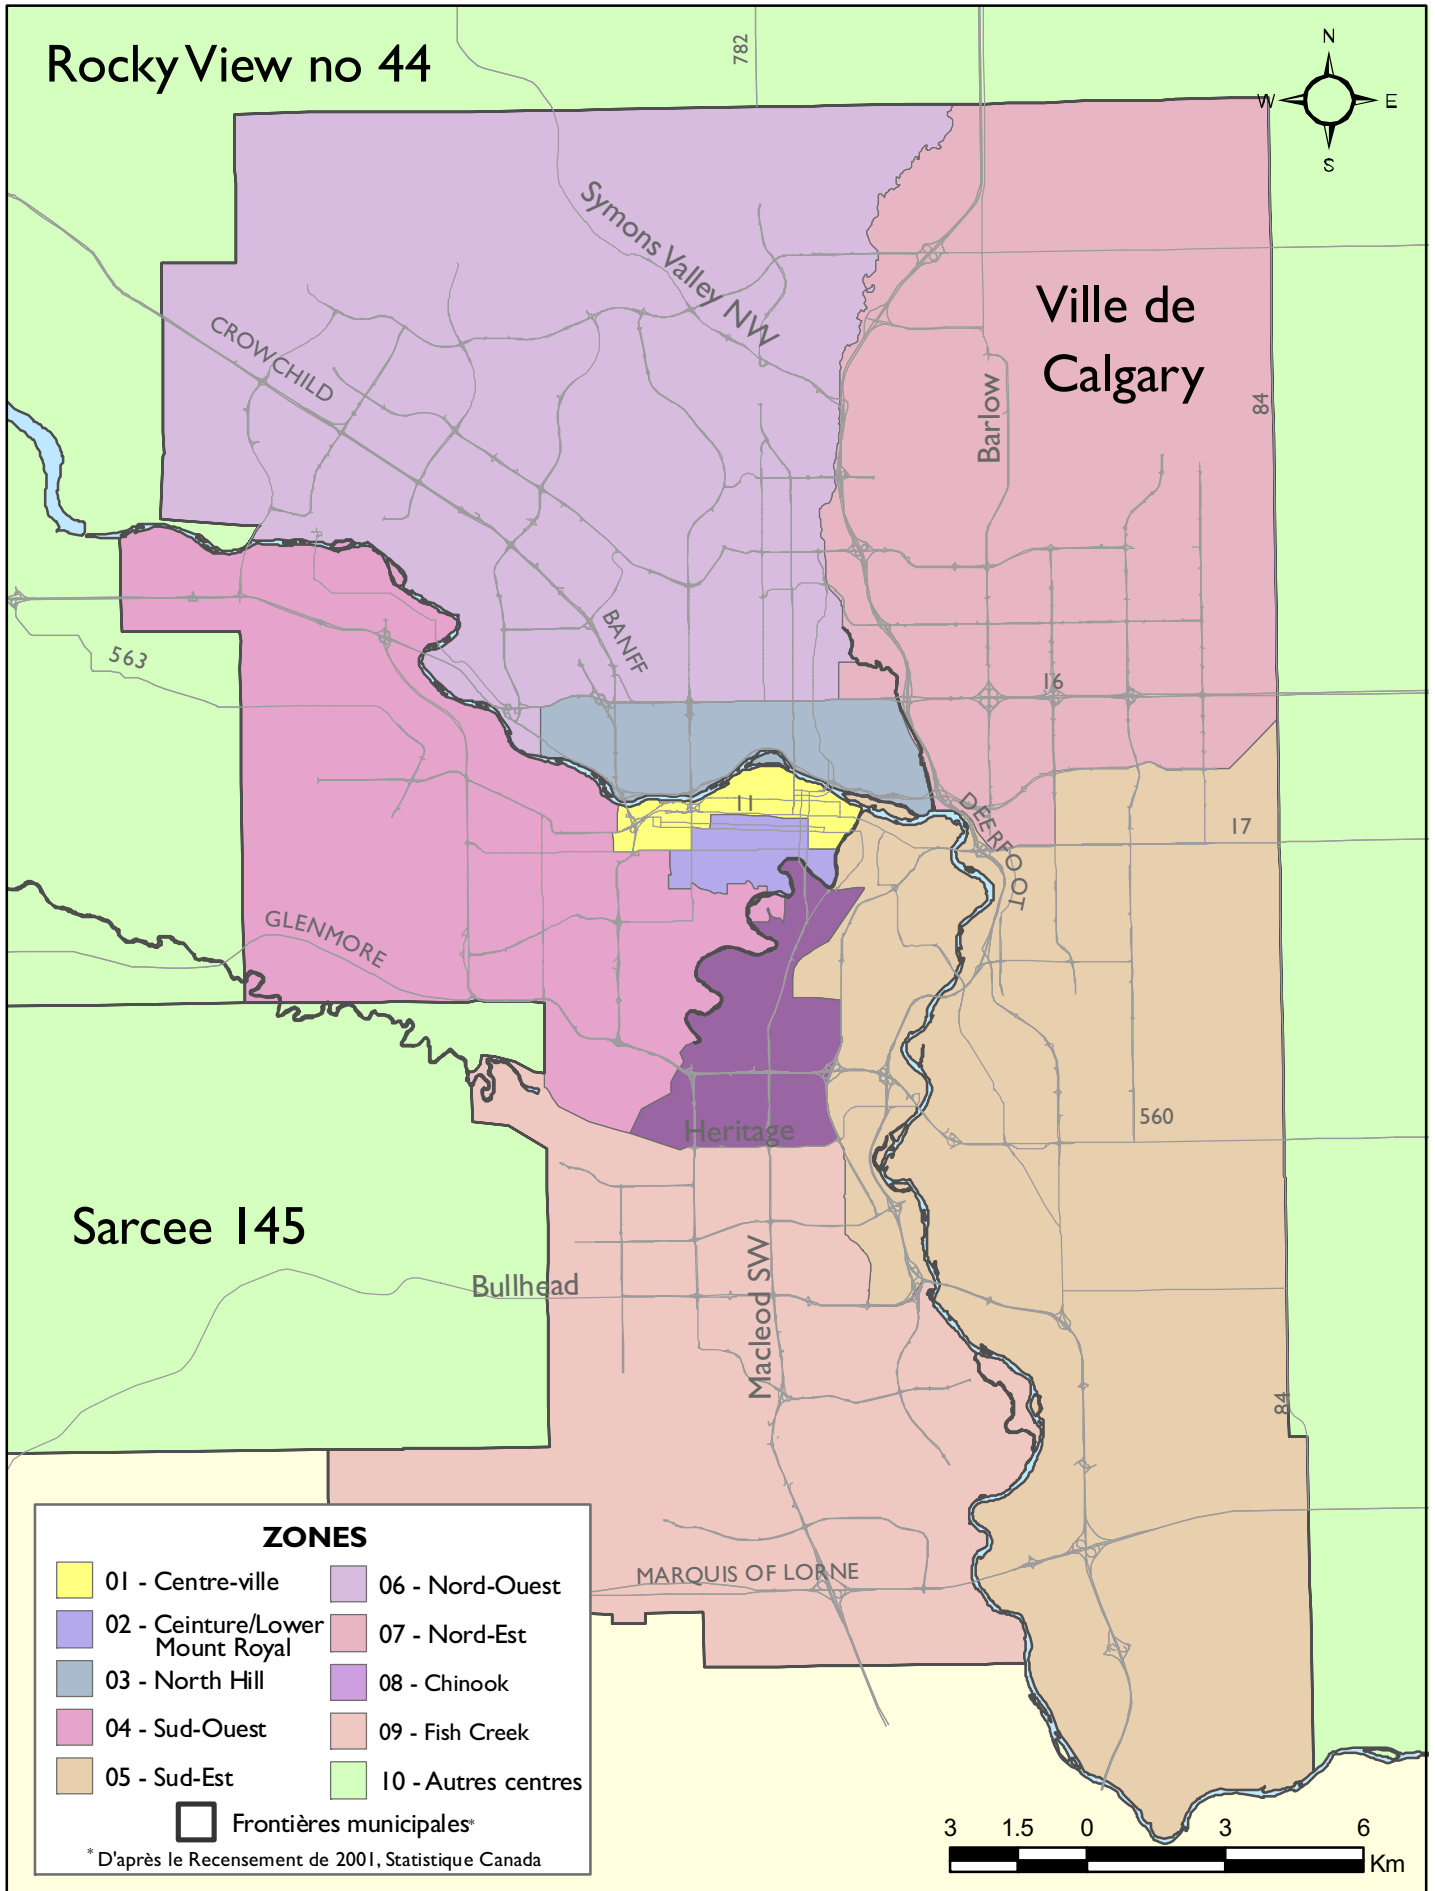 Rocky View no 44
782
N
W
E
S
Symons Valley NW
Ville de
Calgary
CROWCHILD
Barlow
84
BANFF
563
16
11
DEERFOOT
17
GLENMORE
560
Heritage
Sarcee 145
Bullhead
Macleod SW
84
MARQUIS OF LORNE
ZONES
01 - Centre-ville
02 - Ceinture/Lower
Mount Royal
03 - North Hill
04 - Sud-Ouest
05 - Sud-Est
06 - Nord-Ouest
07 - Nord-Est
08 - Chinook
09 - Fish Creek
10 - Autres centres
Frontières municipales*
* D'après le Recensement de 2001, Statistique Canada
3 1.5 0 3 6
Km